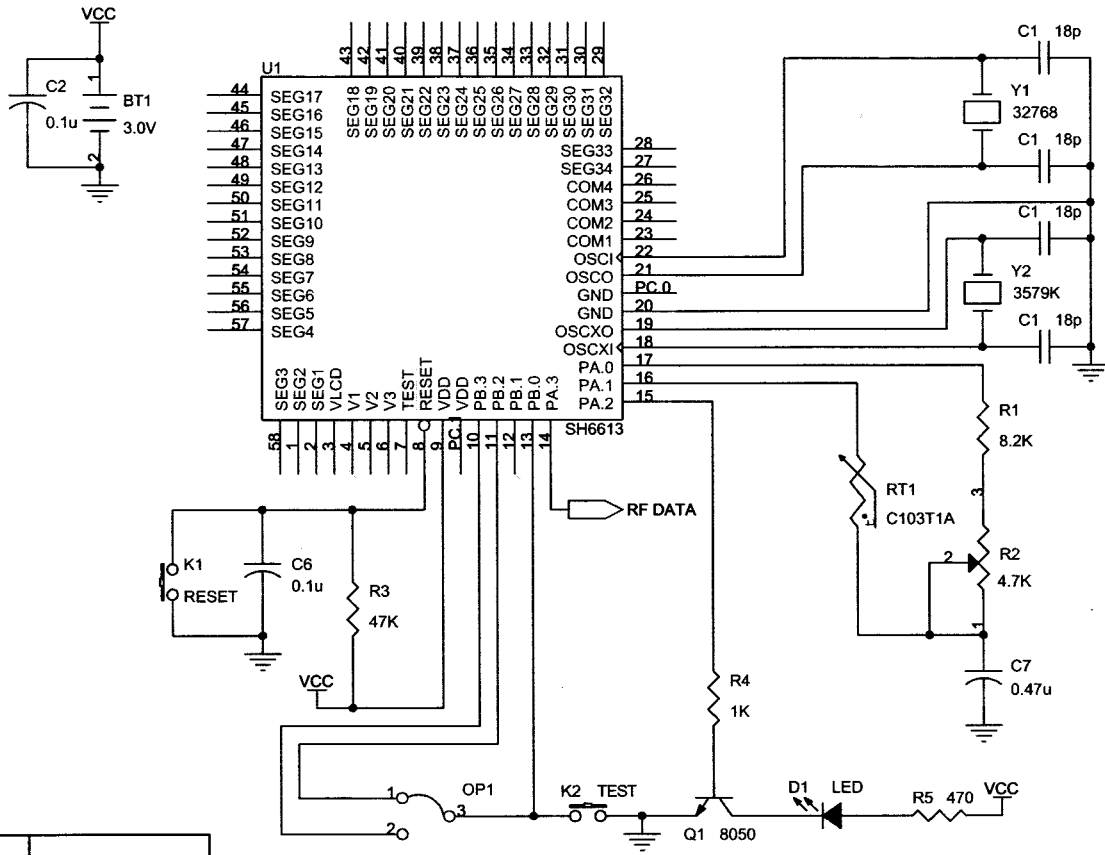 VCC
C2
0.1u
1
BT1
3.0V
2
U1
43 42 41 40 39 38 37 36 35 34 33 32 31 30 29
SEG18 SEG19 SEG20 SEG21 SEG22 SEG23 SEG24 SEG25 SEG26 SEG27 SEG28 SEG29 SEG30 SEG31 SEG32
44 SEG17
45 SEG16
46 SEG15
47 SEG14
48 SEG13
49 SEG12
50 SEG11
51 SEG10
52 SEG9
53 SEG8
54 SEG7
55 SEG6
56 SEG5
57 SEG4
SEG33 28
SEG34 27
COM4 26
COM3 25
COM2 24
COM1 23
OSCI 22
OSCO 21
GND PC.0
GND 20
OSCXO 19
OSCXI 18
PA.0 17
PA.1 16
PA.2 15
SEG3 SEG2 SEG1 VLCD V1 V2 V3 TEST RESET VDD VDD PB.3 PB.2 PB.1 PB.0 PA.3
58 1 2 3 4 5 6 7 8 9 PC.1 10 11 12 13 14
SH6613
C1 18p
Y1
32768
C1 18p
C1 18p
Y2
3579K
C1 18p
R1
8.2K
RT1
C103T1A
3
R2
2
4.7K
1
C7
0.47u
RF DATA
K1
RESET
C6
0.1u
R3
47K
VCC
R4
1K
1
OP1
3
2
K2 TEST
Q1 8050
D1 LED
R5 470
VCC